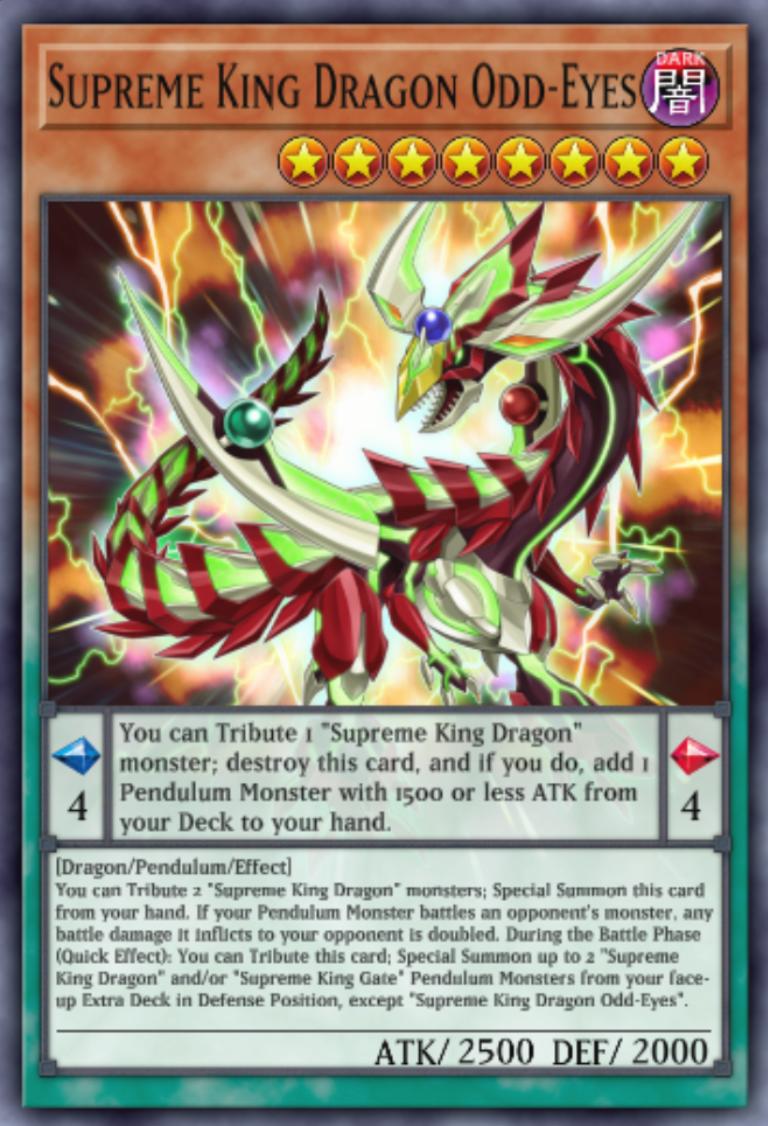 SUPREME KING DRAGON ODD-EYES
DARK
闇
You can Tribute 1 "Supreme King Dragon"
monster; destroy this card, and if you do, add 1
Pendulum Monster with 1500 or less ATK from
your Deck to your hand.
4
4
[Dragon/Pendulum/Effect]
You can Tribute 2 "Supreme King Dragon" monsters; Special Summon this card
from your hand. If your Pendulum Monster battles an opponent's monster, any
battle damage it inflicts to your opponent is doubled. During the Battle Phase
(Quick Effect): You can Tribute this card; Special Summon up to 2 "Supreme
King Dragon" and/or "Supreme King Gate" Pendulum Monsters from your face-
up Extra Deck in Defense Position, except "Supreme King Dragon Odd-Eyes".
ATK/ 2500 DEF/ 2000